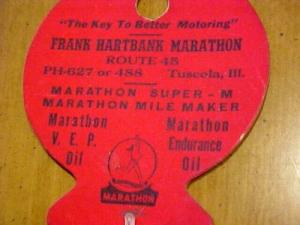 "The Key To Better Motoring"
FRANK HARTBANK MARATHON
ROUTE 45
PH-627 or 488 Tuscola, Ill.
MARATHON SUPER-M
MARATHON MILE MAKER
Marathon V. E. P. Oil
Marathon Endurance Oil
MARATHON